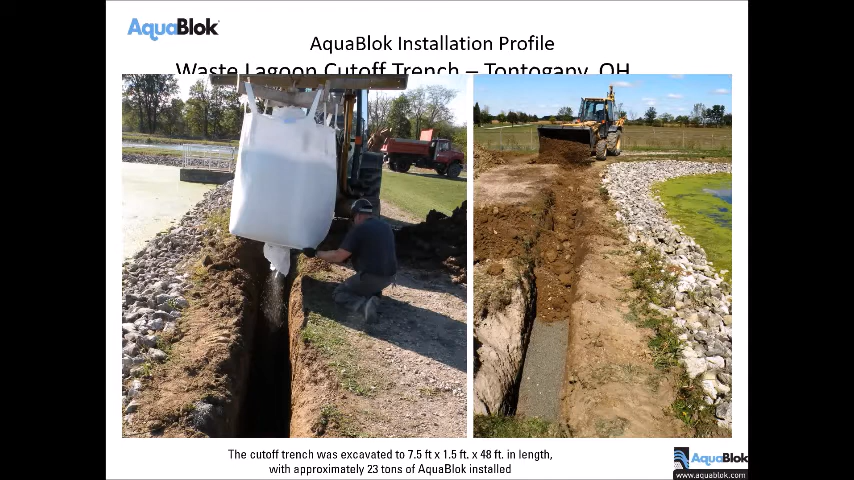 AquaBlok
AquaBlok Installation Profile
Waste Lagoon Cutoff Trench – Tontogany, OH
The cutoff trench was excavated to 7.5 ft x 1.5 ft. x 48 ft. in length,
with approximately 23 tons of AquaBlok installed
AquaBlok
www.aquablok.com